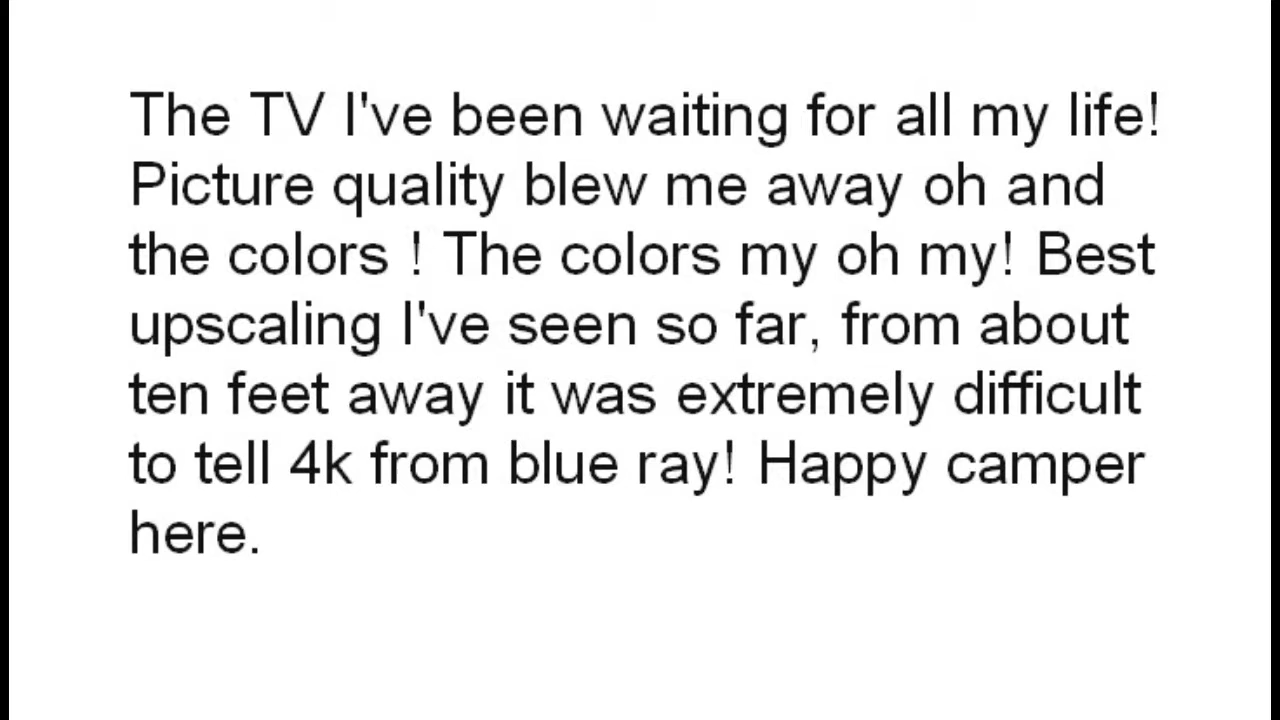 The TV I've been waiting for all my life!
Picture quality blew me away oh and
the colors ! The colors my oh my! Best
upscaling I've seen so far, from about
ten feet away it was extremely difficult
to tell 4k from blue ray! Happy camper
here.